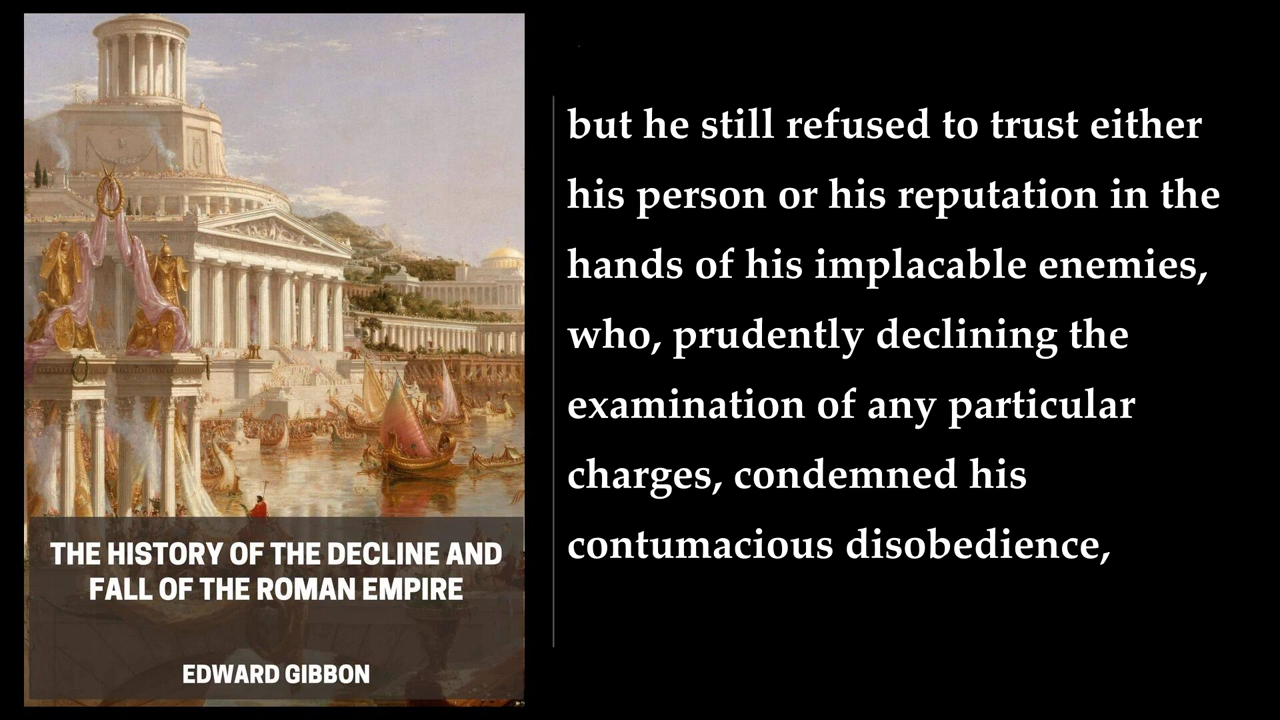 THE HISTORY OF THE DECLINE AND
FALL OF THE ROMAN EMPIRE
EDWARD GIBBON
but he still refused to trust either
his person or his reputation in the
hands of his implacable enemies,
who, prudently declining the
examination of any particular
charges, condemned his
contumacious disobedience,